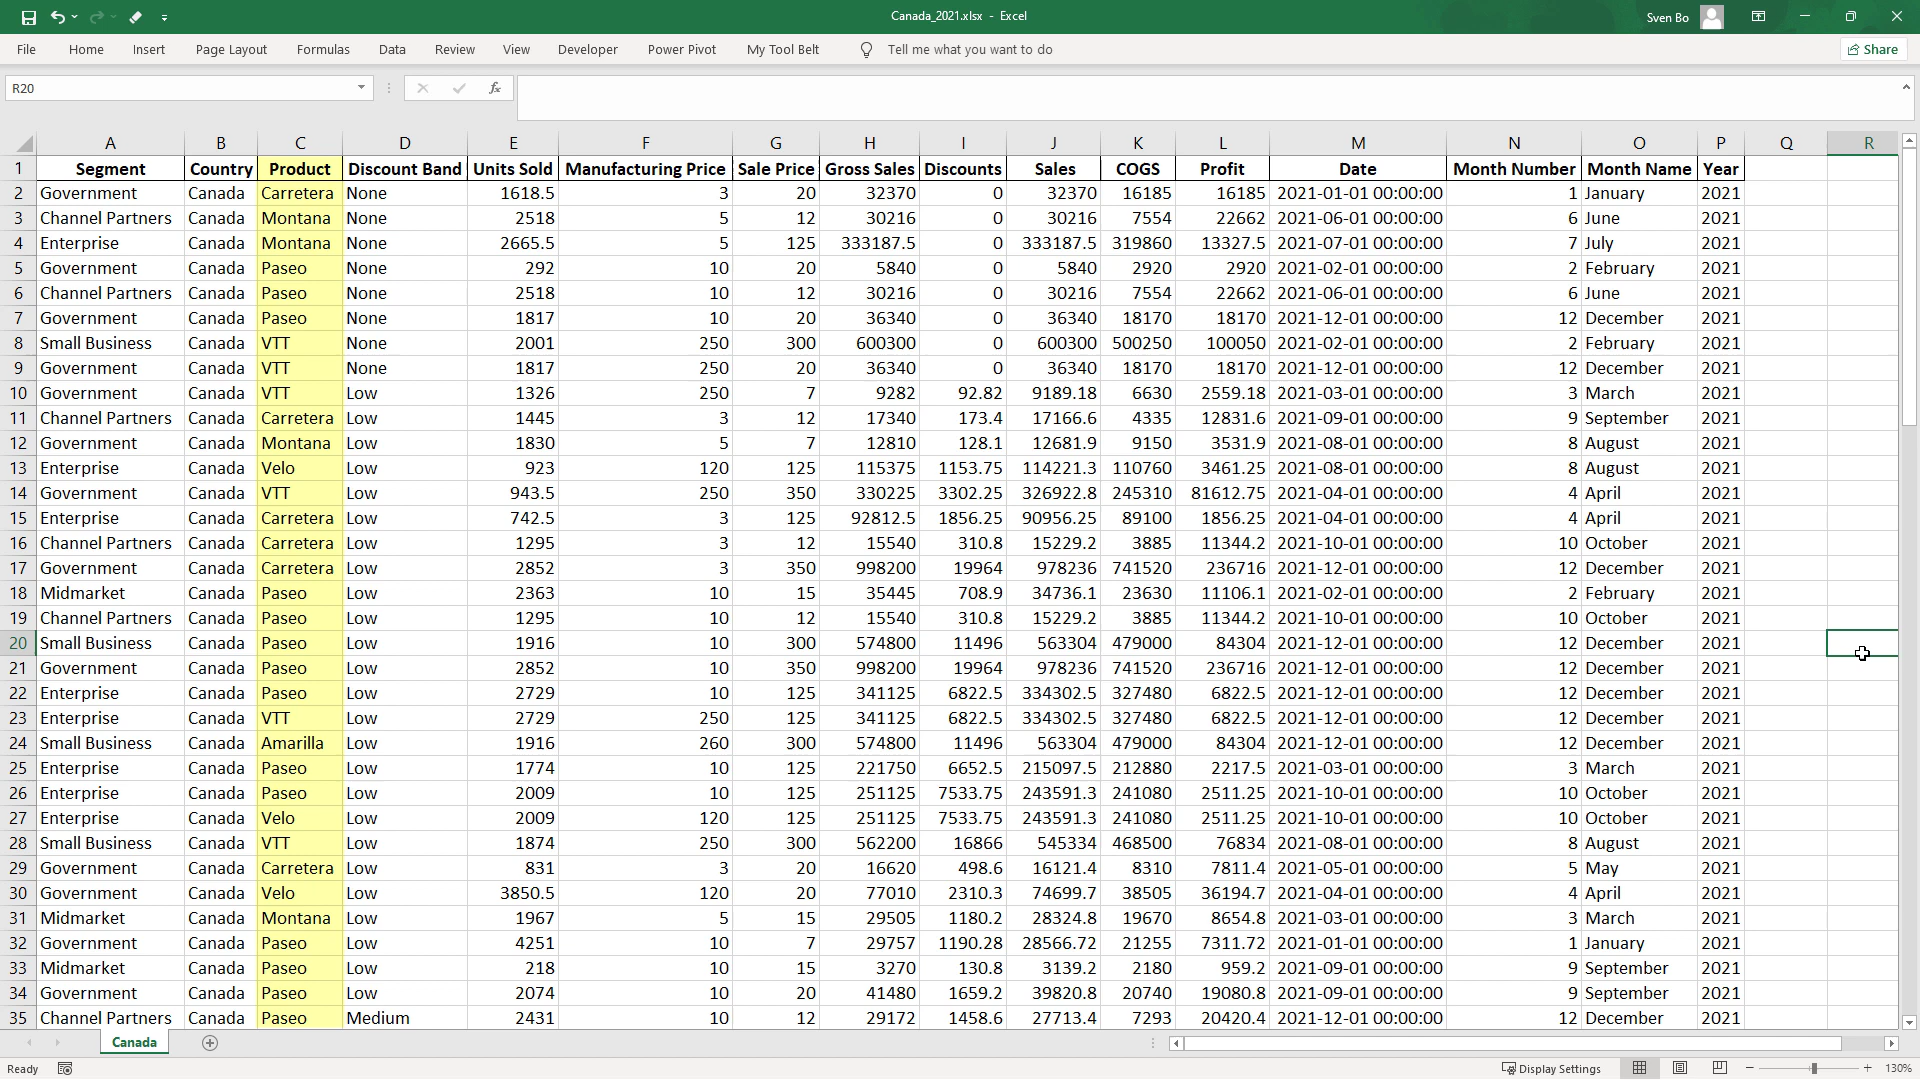 Canada_2021.xlsx - Excel
Sven Bo
File Home Insert Page Layout Formulas Data Review View Developer Power Pivot My Tool Belt Tell me what you want to do Share
R20 fx
A B C D E F G H I J K L M N O P Q R
1 Segment Country Product Discount Band Units Sold Manufacturing Price Sale Price Gross Sales Discounts Sales COGS Profit Date Month Number Month Name Year
2 Government Canada Carretera None 1618.5 3 20 32370 0 32370 16185 16185 2021-01-01 00:00:00 1 January 2021
3 Channel Partners Canada Montana None 2518 5 12 30216 0 30216 7554 22662 2021-06-01 00:00:00 6 June 2021
4 Enterprise Canada Montana None 2665.5 5 125 333187.5 0 333187.5 319860 13327.5 2021-07-01 00:00:00 7 July 2021
5 Government Canada Paseo None 292 10 20 5840 0 5840 2920 2920 2021-02-01 00:00:00 2 February 2021
6 Channel Partners Canada Paseo None 2518 10 12 30216 0 30216 7554 22662 2021-06-01 00:00:00 6 June 2021
7 Government Canada Paseo None 1817 10 20 36340 0 36340 18170 18170 2021-12-01 00:00:00 12 December 2021
8 Small Business Canada VTT None 2001 250 300 600300 0 600300 500250 100050 2021-02-01 00:00:00 2 February 2021
9 Government Canada VTT None 1817 250 20 36340 0 36340 18170 18170 2021-12-01 00:00:00 12 December 2021
10 Government Canada VTT Low 1326 250 7 9282 92.82 9189.18 6630 2559.18 2021-03-01 00:00:00 3 March 2021
11 Channel Partners Canada Carretera Low 1445 3 12 17340 173.4 17166.6 4335 12831.6 2021-09-01 00:00:00 9 September 2021
12 Government Canada Montana Low 1830 5 7 12810 128.1 12681.9 9150 3531.9 2021-08-01 00:00:00 8 August 2021
13 Enterprise Canada Velo Low 923 120 125 115375 1153.75 114221.3 110760 3461.25 2021-08-01 00:00:00 8 August 2021
14 Government Canada VTT Low 943.5 250 350 330225 3302.25 326922.8 245310 81612.75 2021-04-01 00:00:00 4 April 2021
15 Enterprise Canada Carretera Low 742.5 3 125 92812.5 1856.25 90956.25 89100 1856.25 2021-04-01 00:00:00 4 April 2021
16 Channel Partners Canada Carretera Low 1295 3 12 15540 310.8 15229.2 3885 11344.2 2021-10-01 00:00:00 10 October 2021
17 Government Canada Carretera Low 2852 3 350 998200 19964 978236 741520 236716 2021-12-01 00:00:00 12 December 2021
18 Midmarket Canada Paseo Low 2363 10 15 35445 708.9 34736.1 23630 11106.1 2021-02-01 00:00:00 2 February 2021
19 Channel Partners Canada Paseo Low 1295 10 12 15540 310.8 15229.2 3885 11344.2 2021-10-01 00:00:00 10 October 2021
20 Small Business Canada Paseo Low 1916 10 300 574800 11496 563304 479000 84304 2021-12-01 00:00:00 12 December 2021
21 Government Canada Paseo Low 2852 10 350 998200 19964 978236 741520 236716 2021-12-01 00:00:00 12 December 2021
22 Enterprise Canada Paseo Low 2729 10 125 341125 6822.5 334302.5 327480 6822.5 2021-12-01 00:00:00 12 December 2021
23 Enterprise Canada VTT Low 2729 250 125 341125 6822.5 334302.5 327480 6822.5 2021-12-01 00:00:00 12 December 2021
24 Small Business Canada Amarilla Low 1916 260 300 574800 11496 563304 479000 84304 2021-12-01 00:00:00 12 December 2021
25 Enterprise Canada Paseo Low 1774 10 125 221750 6652.5 215097.5 212880 2217.5 2021-03-01 00:00:00 3 March 2021
26 Enterprise Canada Paseo Low 2009 10 125 251125 7533.75 243591.3 241080 2511.25 2021-10-01 00:00:00 10 October 2021
27 Enterprise Canada Velo Low 2009 120 125 251125 7533.75 243591.3 241080 2511.25 2021-10-01 00:00:00 10 October 2021
28 Small Business Canada VTT Low 1874 250 300 562200 16866 545334 468500 76834 2021-08-01 00:00:00 8 August 2021
29 Government Canada Carretera Low 831 3 20 16620 498.6 16121.4 8310 7811.4 2021-05-01 00:00:00 5 May 2021
30 Government Canada Velo Low 3850.5 120 20 77010 2310.3 74699.7 38505 36194.7 2021-04-01 00:00:00 4 April 2021
31 Midmarket Canada Montana Low 1967 5 15 29505 1180.2 28324.8 19670 8654.8 2021-03-01 00:00:00 3 March 2021
32 Government Canada Paseo Low 4251 10 7 29757 1190.28 28566.72 21255 7311.72 2021-01-01 00:00:00 1 January 2021
33 Midmarket Canada Paseo Low 218 10 15 3270 130.8 3139.2 2180 959.2 2021-09-01 00:00:00 9 September 2021
34 Government Canada Paseo Low 2074 10 20 41480 1659.2 39820.8 20740 19080.8 2021-09-01 00:00:00 9 September 2021
35 Channel Partners Canada Paseo Medium 2431 10 12 29172 1458.6 27713.4 7293 20420.4 2021-12-01 00:00:00 12 December 2021
Canada
Ready Display Settings 130%